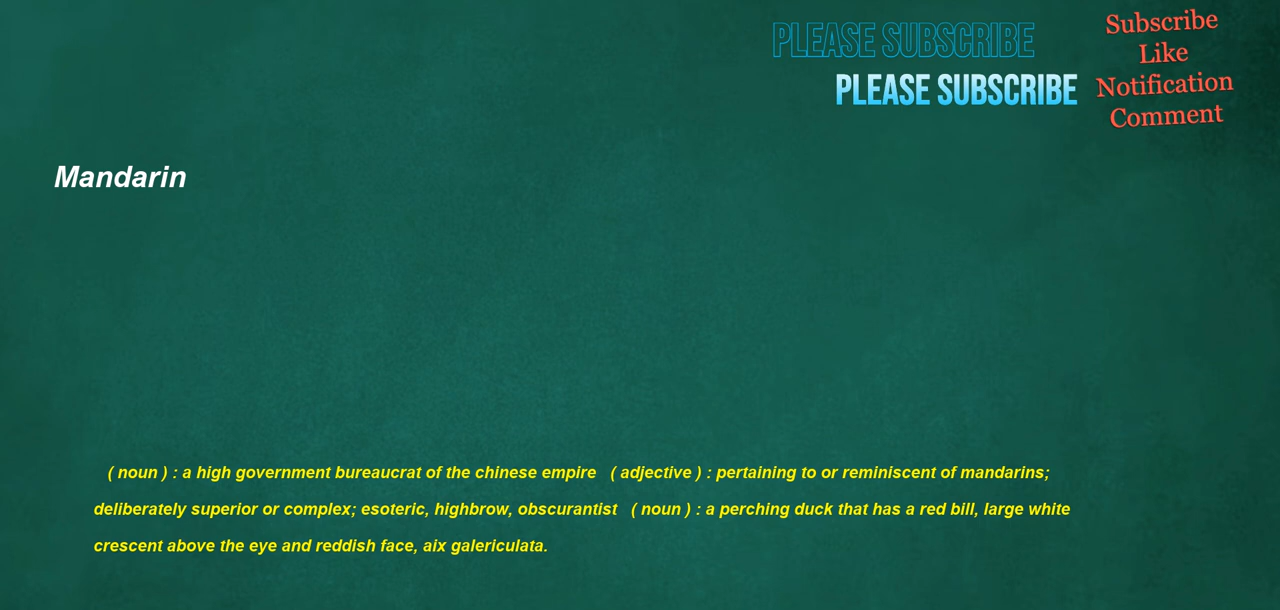 PLEASE SUBSCRIBE
PLEASE SUBSCRIBE
Subscribe
Like
Notification
Comment
Mandarin
( noun ) : a high government bureaucrat of the chinese empire ( adjective ) : pertaining to or reminiscent of mandarins;
deliberately superior or complex; esoteric, highbrow, obscurantist ( noun ) : a perching duck that has a red bill, large white
crescent above the eye and reddish face, aix galericulata.